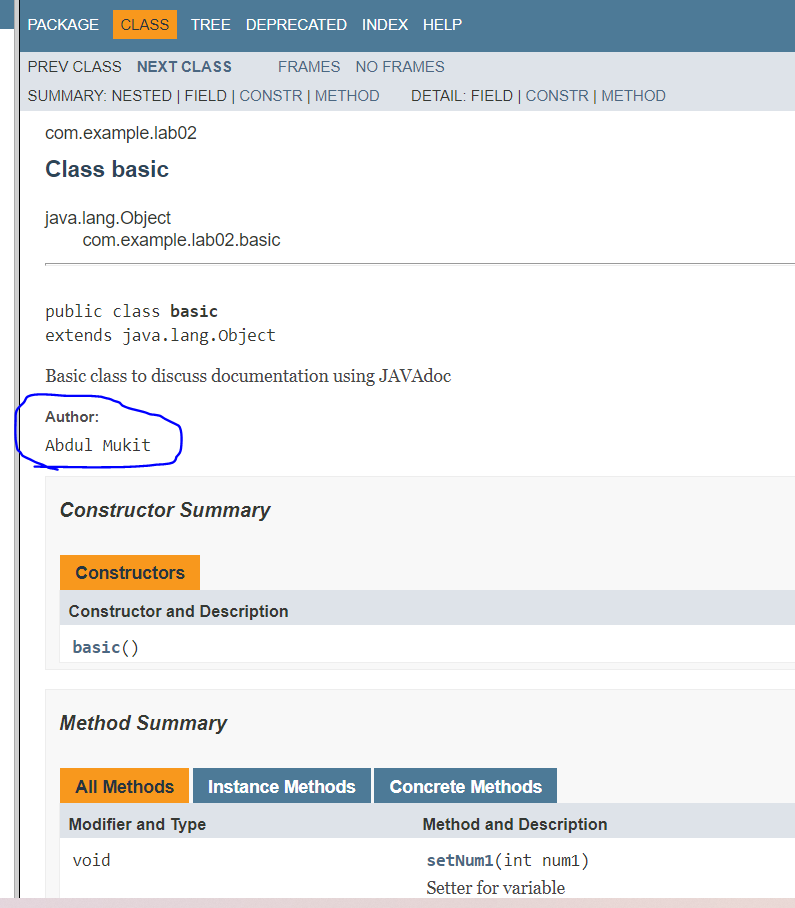 PACKAGE CLASS TREE DEPRECATED INDEX HELP
PREV CLASS NEXT CLASS FRAMES NO FRAMES
SUMMARY: NESTED | FIELD | CONSTR | METHOD DETAIL: FIELD | CONSTR | METHOD
com.example.lab02
Class basic
java.lang.Object
com.example.lab02.basic
public class basic
extends java.lang.Object
Basic class to discuss documentation using JAVAdoc
Author:
Abdul Mukit
Constructor Summary
Constructors
Constructor and Description
basic()
Method Summary
All Methods Instance Methods Concrete Methods
Modifier and Type Method and Description
void setNum1(int num1)
Setter for variable